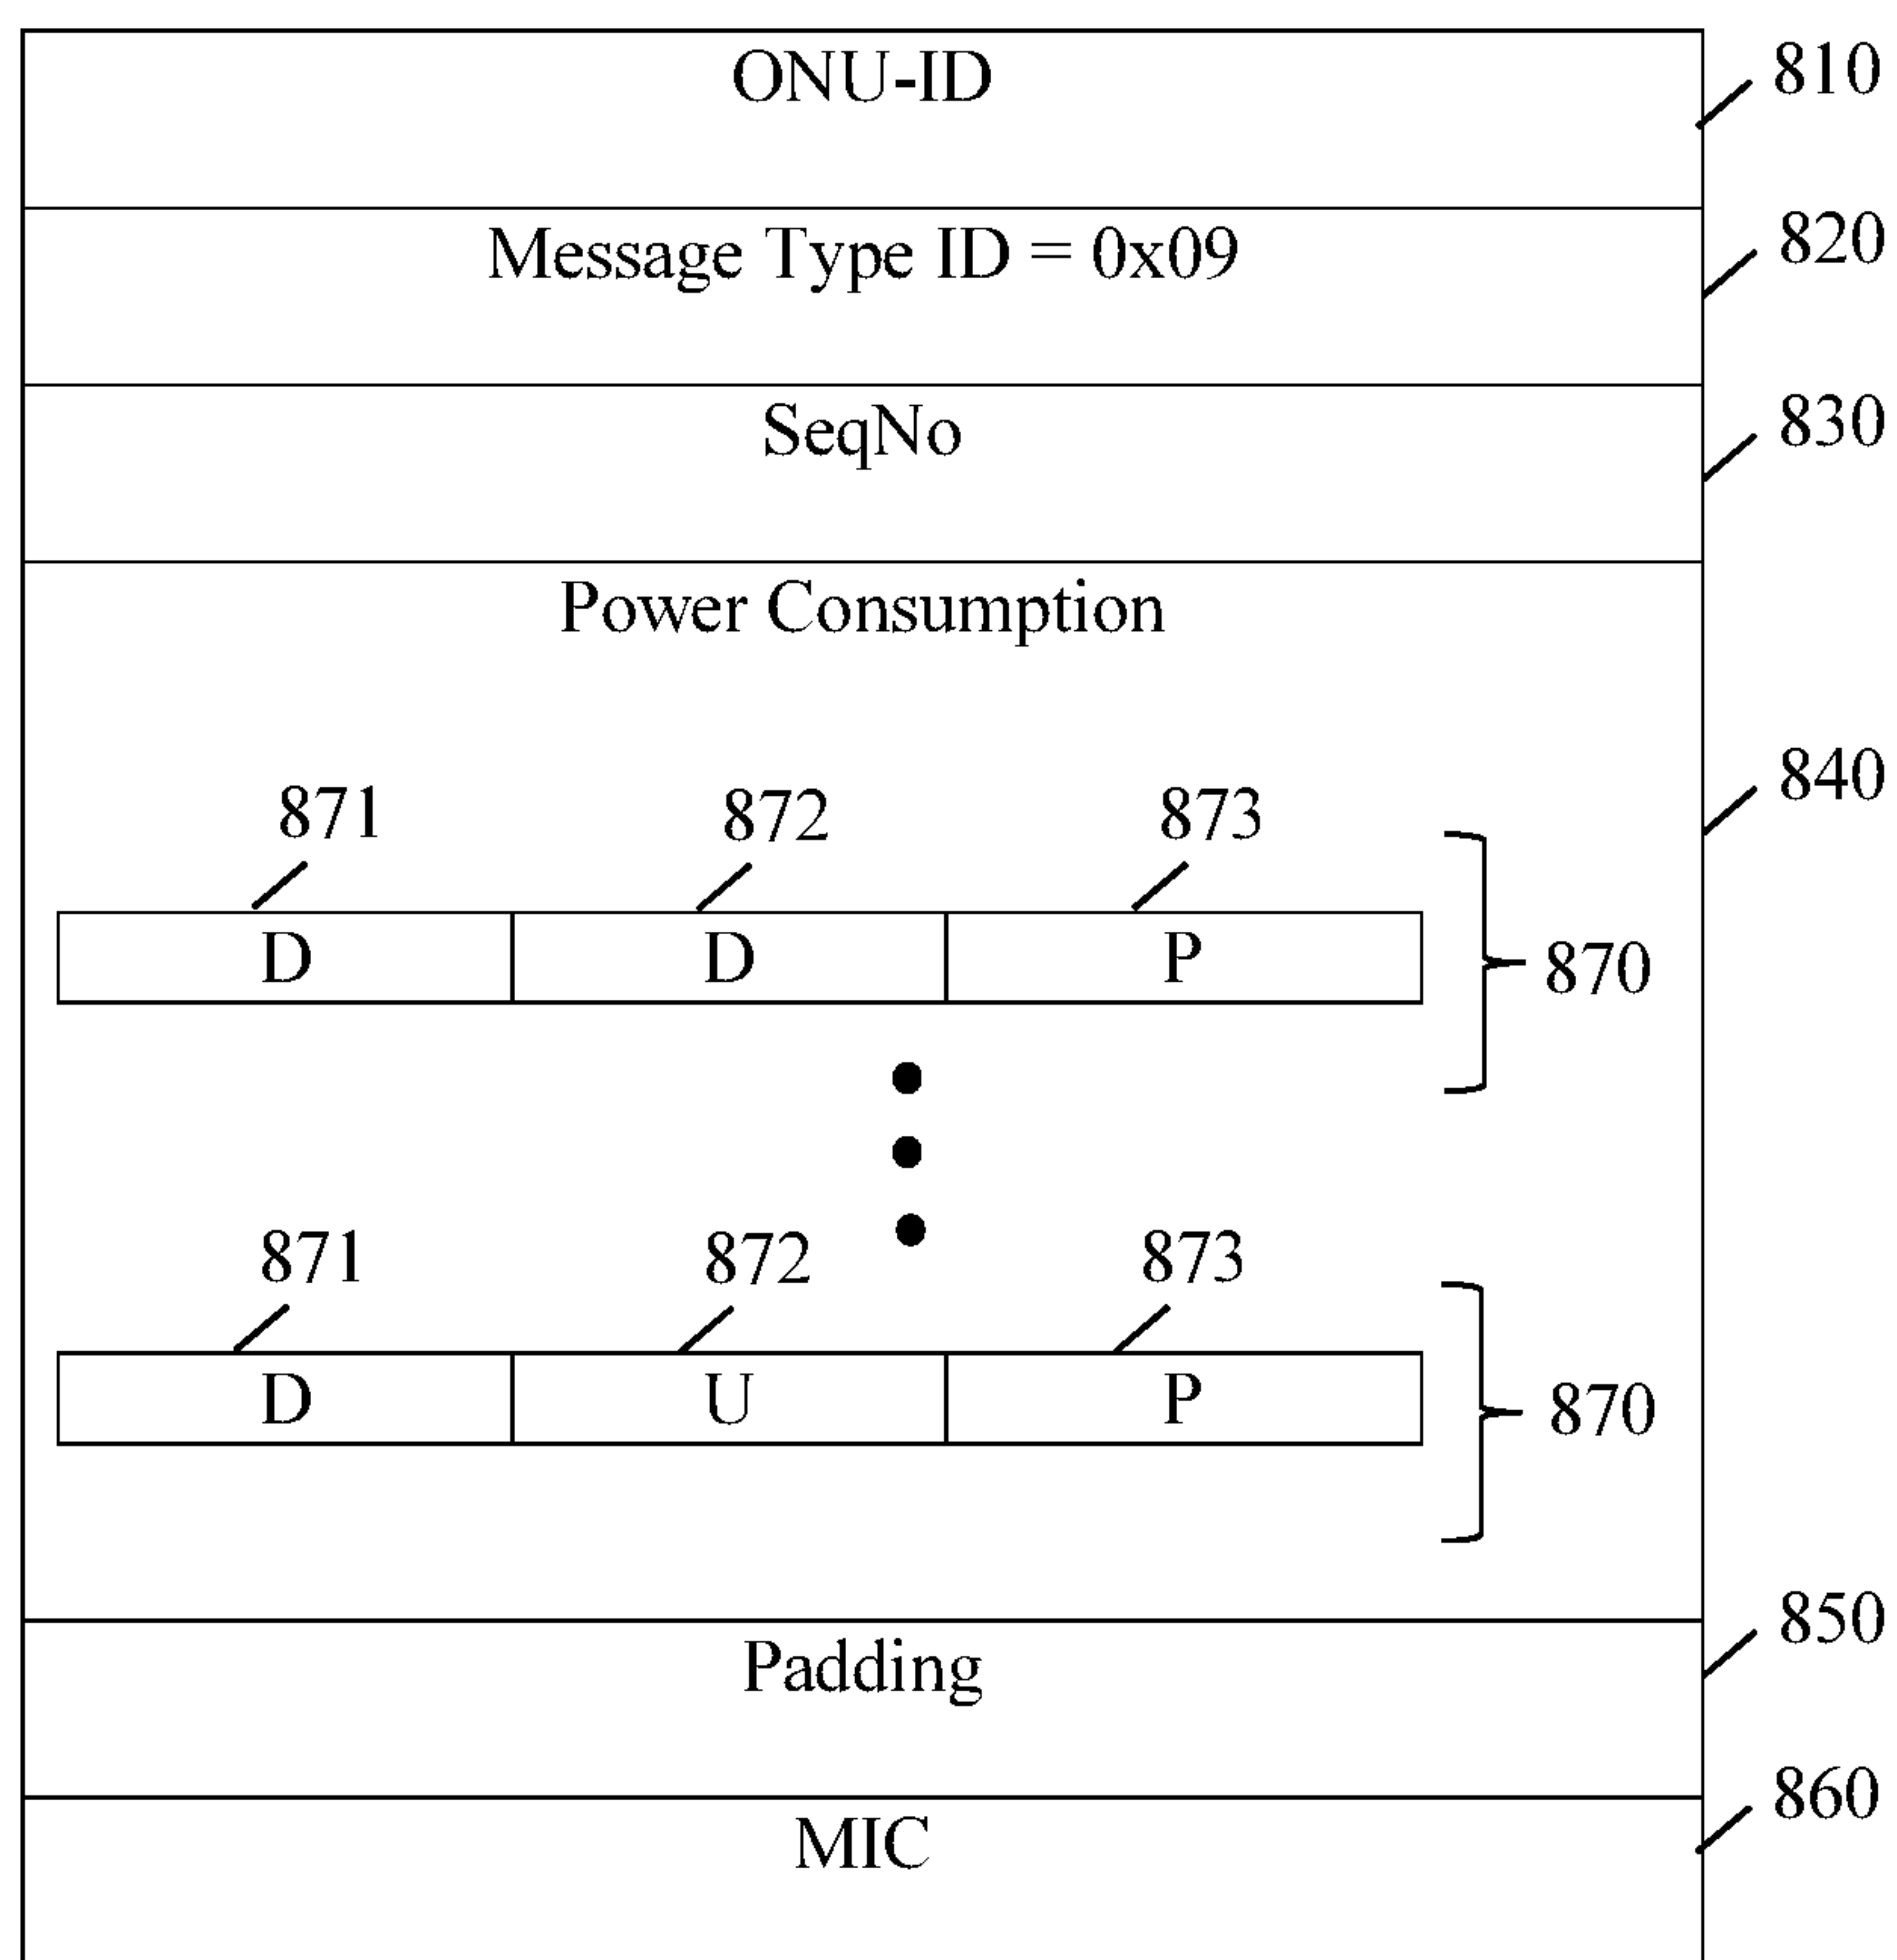 ONU-ID
810
Message Type ID = 0x09
820
SeqNo
830
Power Consumption
840
871 872 873
D D P
870
871 872 873
D U P
870
Padding
850
MIC
860